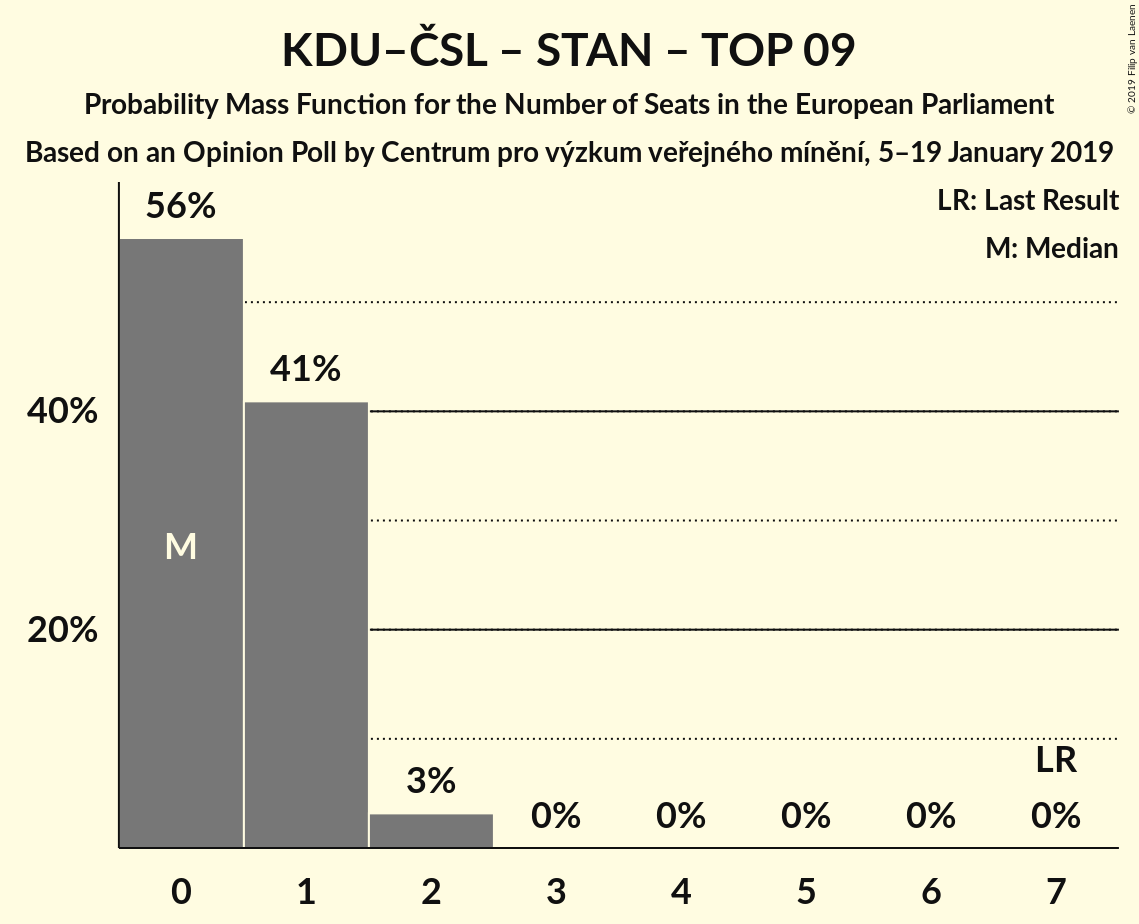 KDU–ČSL – STAN – TOP 09
Probability Mass Function for the Number of Seats in the European Parliament
Based on an Opinion Poll by Centrum pro výzkum veřejného mínění, 5–19 January 2019
© 2019 Filip van Laenen
LR: Last Result
M: Median
56%
41%
40%
M
20%
LR
3%
0% 0% 0% 0% 0%
0 1 2 3 4 5 6 7